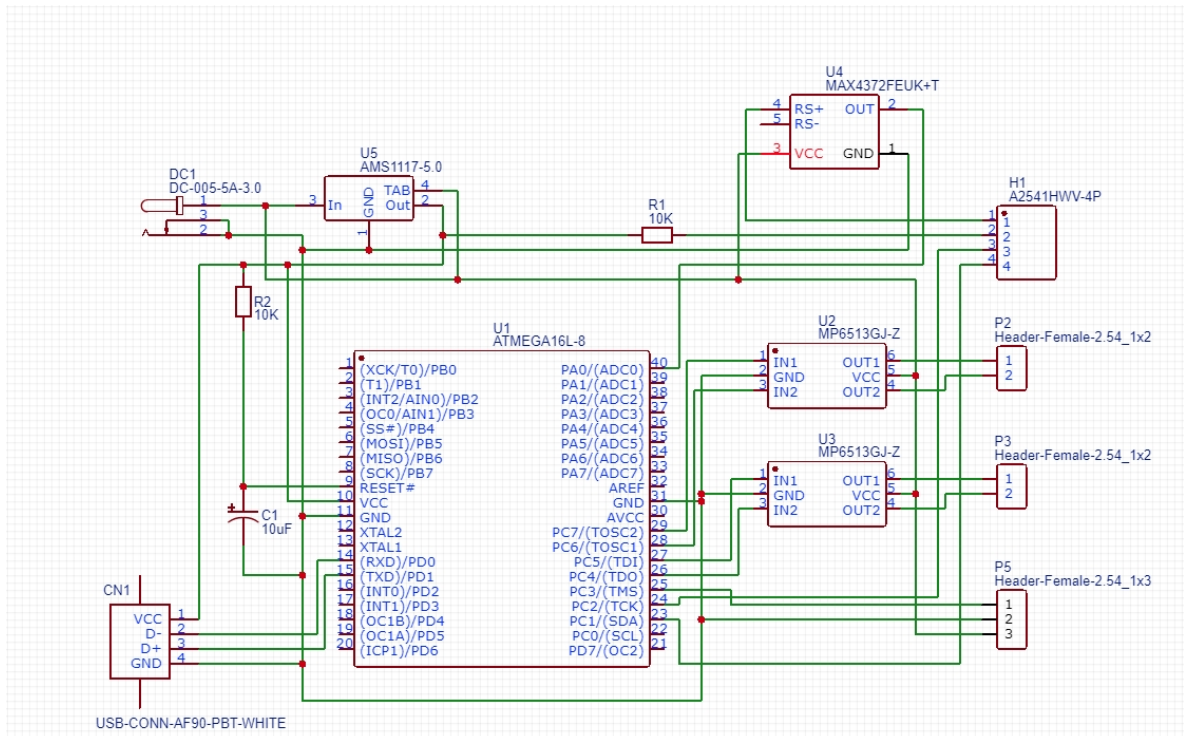 U4
MAX4372FEUK+T
4 RS+ OUT 2
5 RS-
3 VCC GND 1
U5
AMS1117-5.0
3 In GND TAB 4
Out 2
1
DC1
DC-005-5A-3.0
1
3
2
R1
10K
H1
A2541HWV-4P
1 1
2 2
3 3
4 4
R2
10K
U1
ATMEGA16L-8
1 (XCK/T0)/PB0 PA0/(ADC0) 40
2 (T1)/PB1 PA1/(ADC1) 39
3 (INT2/AIN0)/PB2 PA2/(ADC2) 38
4 (OC0/AIN1)/PB3 PA3/(ADC3) 37
5 (SS#)/PB4 PA4/(ADC4) 36
6 (MOSI)/PB5 PA5/(ADC5) 35
7 (MISO)/PB6 PA6/(ADC6) 34
8 (SCK)/PB7 PA7/(ADC7) 33
9 RESET# AREF 32
10 VCC GND 31
11 GND AVCC 30
12 XTAL2 PC7/(TOSC2) 29
13 XTAL1 PC6/(TOSC1) 28
14 (RXD)/PD0 PC5/(TDI) 27
15 (TXD)/PD1 PC4/(TDO) 26
16 (INT0)/PD2 PC3/(TMS) 25
17 (INT1)/PD3 PC2/(TCK) 24
18 (OC1B)/PD4 PC1/(SDA) 23
19 (OC1A)/PD5 PC0/(SCL) 22
20 (ICP1)/PD6 PD7/(OC2) 21
U2
MP6513GJ-Z
1 IN1 OUT1 6
2 GND VCC 5
3 IN2 OUT2 4
P2
Header-Female-2.54_1x2
1
2
U3
MP6513GJ-Z
1 IN1 OUT1 6
2 GND VCC 5
3 IN2 OUT2 4
P3
Header-Female-2.54_1x2
1
2
P5
Header-Female-2.54_1x3
1
2
3
+
C1
10uF
CN1
VCC 1
D- 2
D+ 3
GND 4
USB-CONN-AF90-PBT-WHITE